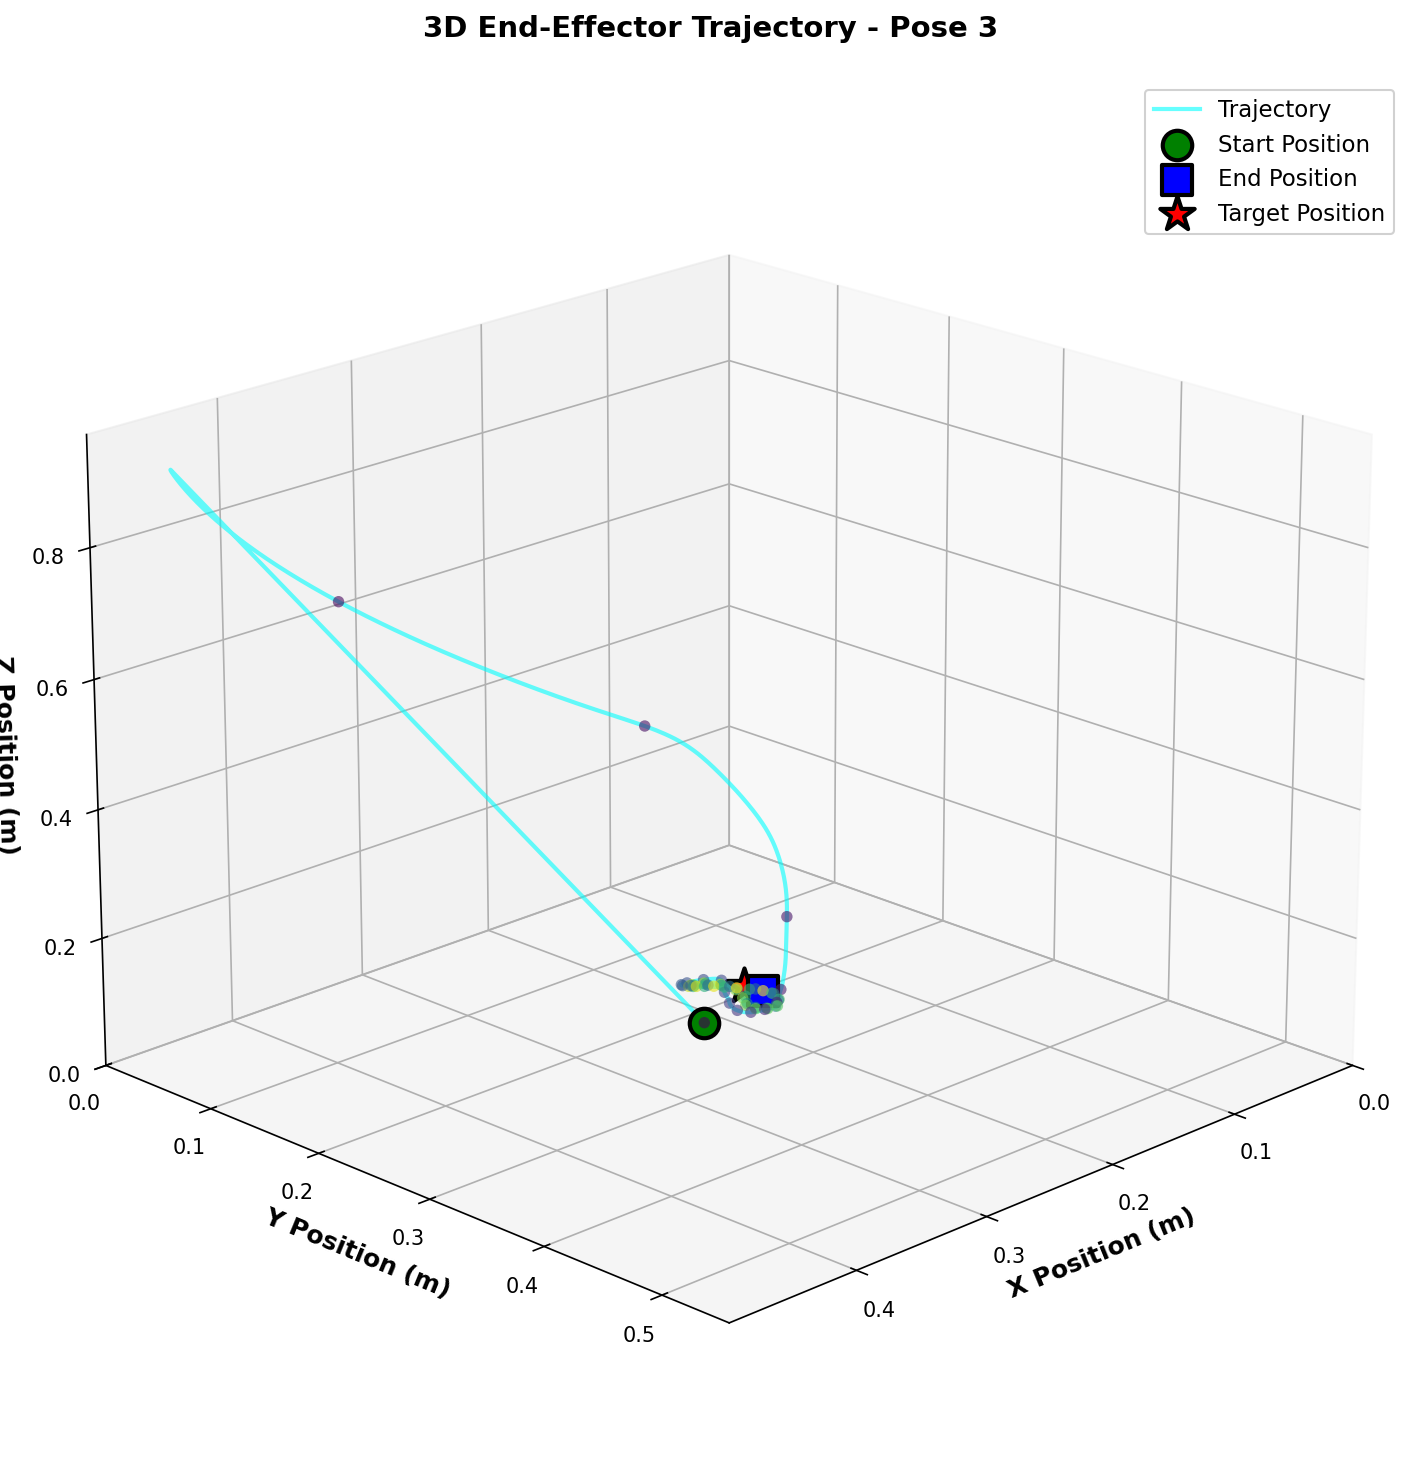 3D End-Effector Trajectory - Pose 3
Trajectory
Start Position
End Position
Target Position
0.8
0.6
0.4
0.2
0.0
Z Position (m)
0.0
0.1
0.2
0.3
0.4
0.5
Y Position (m)
0.0
0.1
0.2
0.3
0.4
X Position (m)